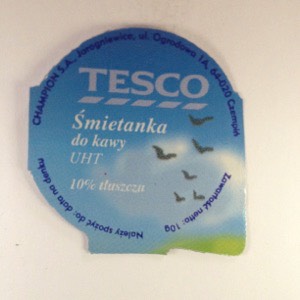 CHAMPION S.A., Jarogniewice, ul. Ogrodowa 1A, 64-020 Czempiń
TESCO
Śmietanka
do kawy
UHT
10% tłuszcza
Zawartość netto: 10g
Należy spożyć do: data na denku